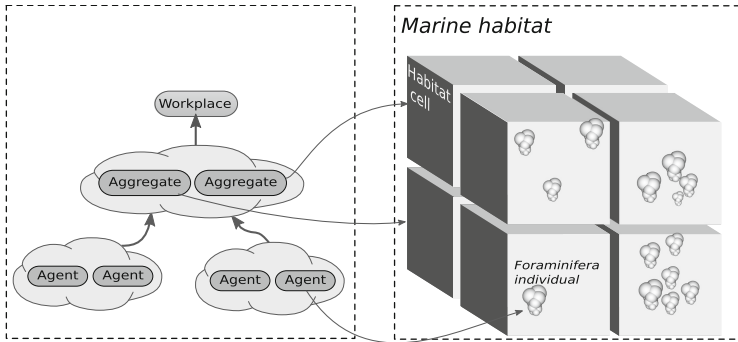 Marine habitat
Habitat
cell
Workplace
Aggregate
Aggregate
Agent
Agent
Agent
Agent
Foraminifera
individual